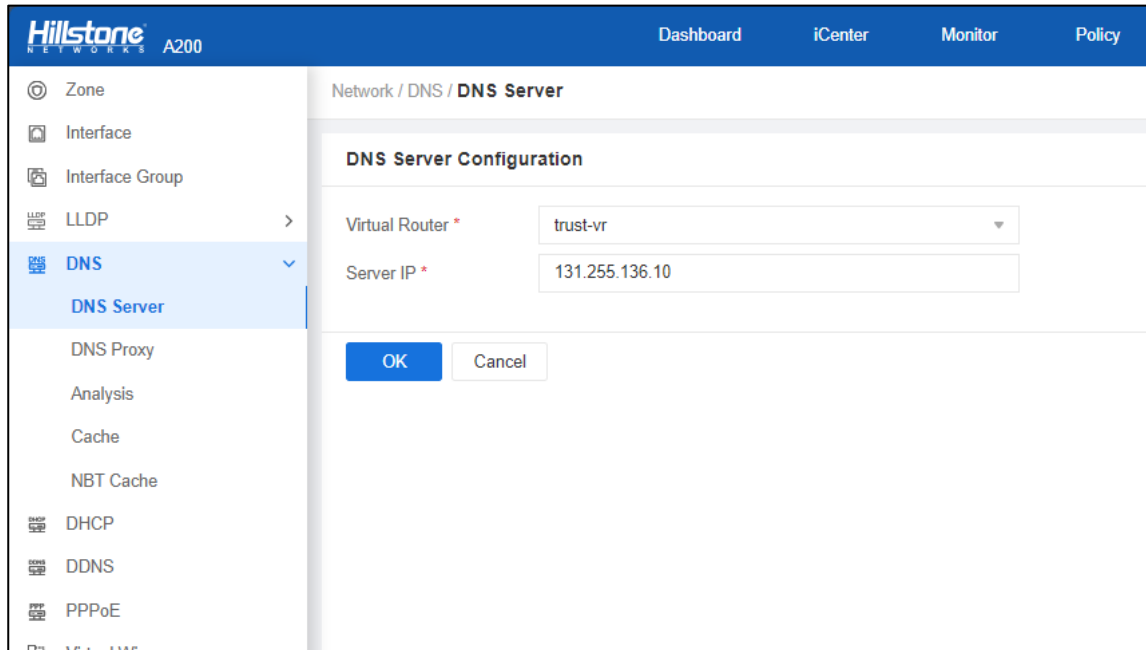 Hillstone
NETWORKS A200
Dashboard iCenter Monitor Policy
Zone
Interface
Interface Group
LLDP
DNS
DNS Server
DNS Proxy
Analysis
Cache
NBT Cache
DHCP
DDNS
PPPoE
Network / DNS / DNS Server
DNS Server Configuration
Virtual Router * trust-vr
Server IP * 131.255.136.10
OK Cancel